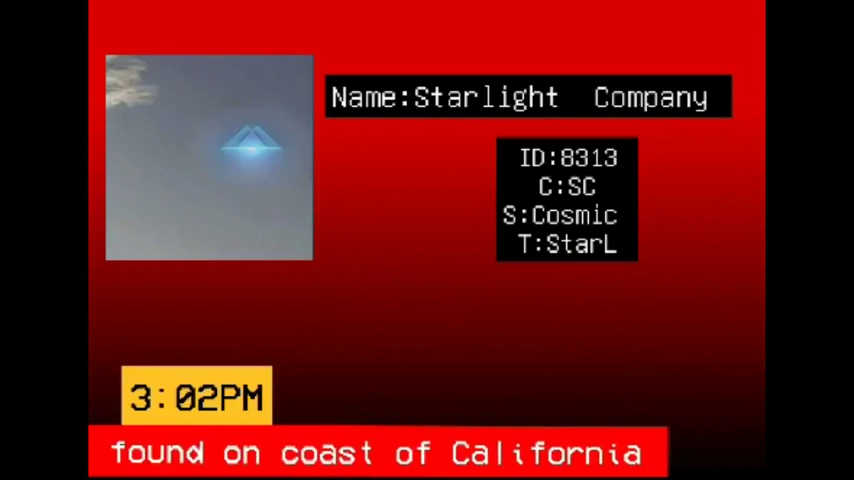 Name:Starlight Company
ID:8313
C:SC
S:Cosmic
T:StarL
3:02PM
found on coast of California